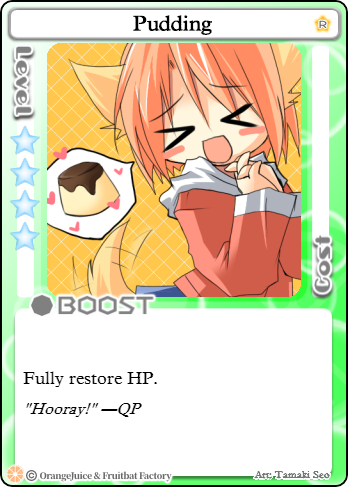 Pudding
R
Level
Cost
BOOST
Fully restore HP.
"Hooray!" —QP
© OrangeJuice & Fruitbat Factory
Art: Tamaki Seo